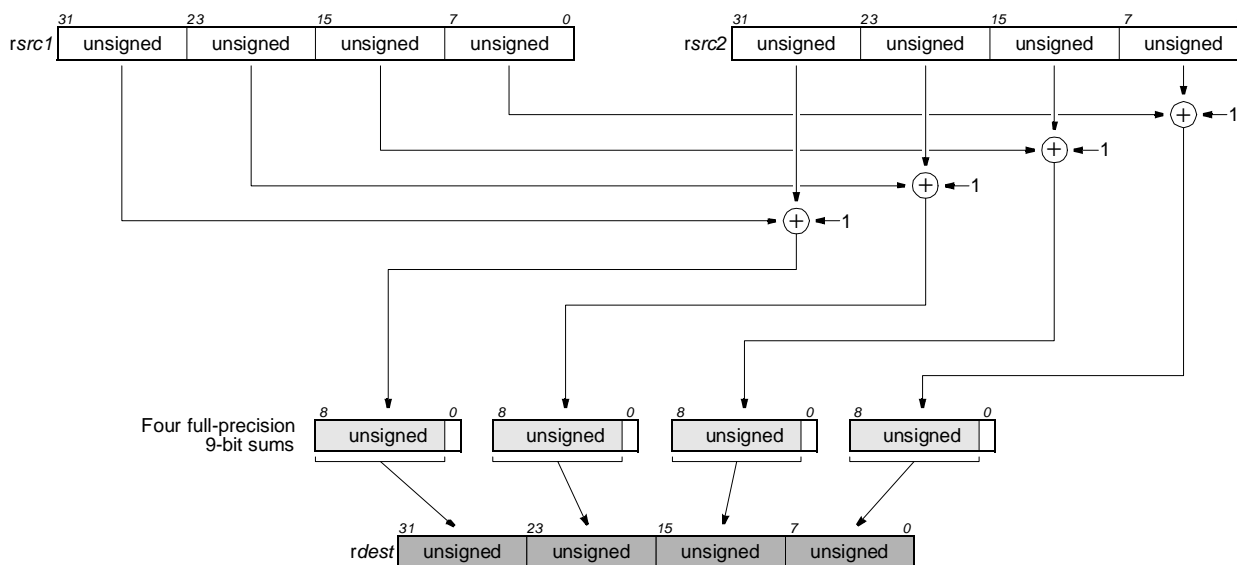 31 23 15 7 0 31 23 15 7
rsrc1 unsigned unsigned unsigned unsigned rsrc2 unsigned unsigned unsigned unsigned
+ 1
+ 1
+ 1
+ 1
8 0 8 0 8 0 8 0
Four full-precision
9-bit sums
unsigned unsigned unsigned unsigned
31 23 15 7 0
rdest unsigned unsigned unsigned unsigned